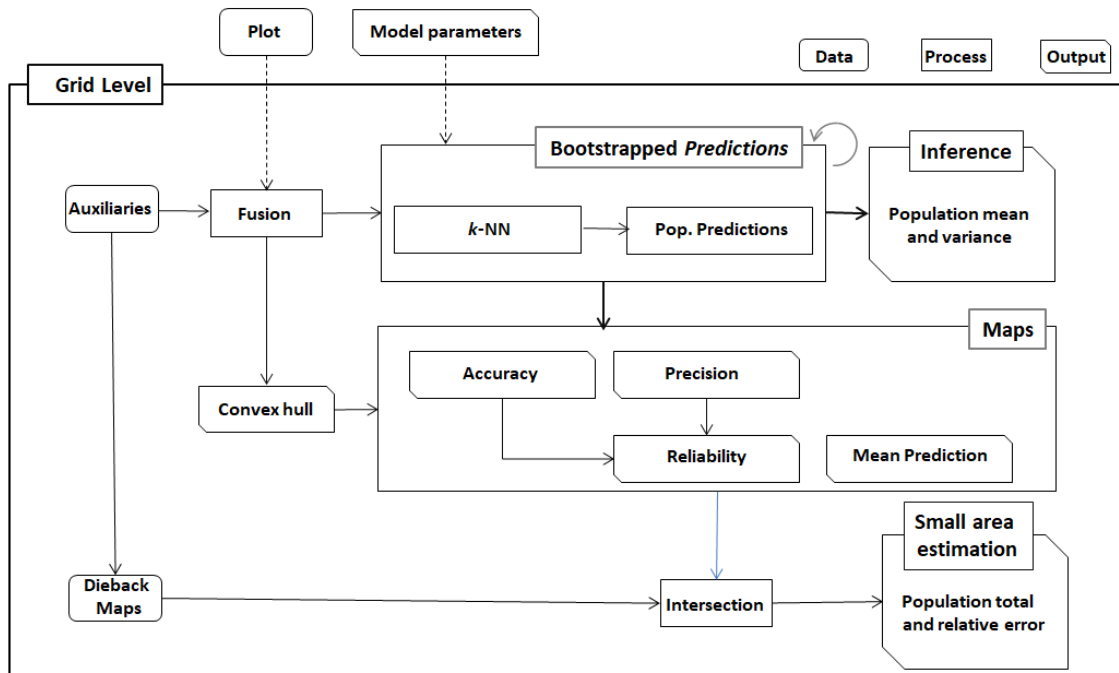 Plot
Model parameters
Data
Process
Output
Grid Level
Bootstrapped Predictions
Inference
Auxiliaries
Fusion
k-NN
Pop. Predictions
Population mean
and variance
Maps
Accuracy
Precision
Convex hull
Reliability
Mean Prediction
Small area
estimation
Dieback
Maps
Intersection
Population total
and relative error